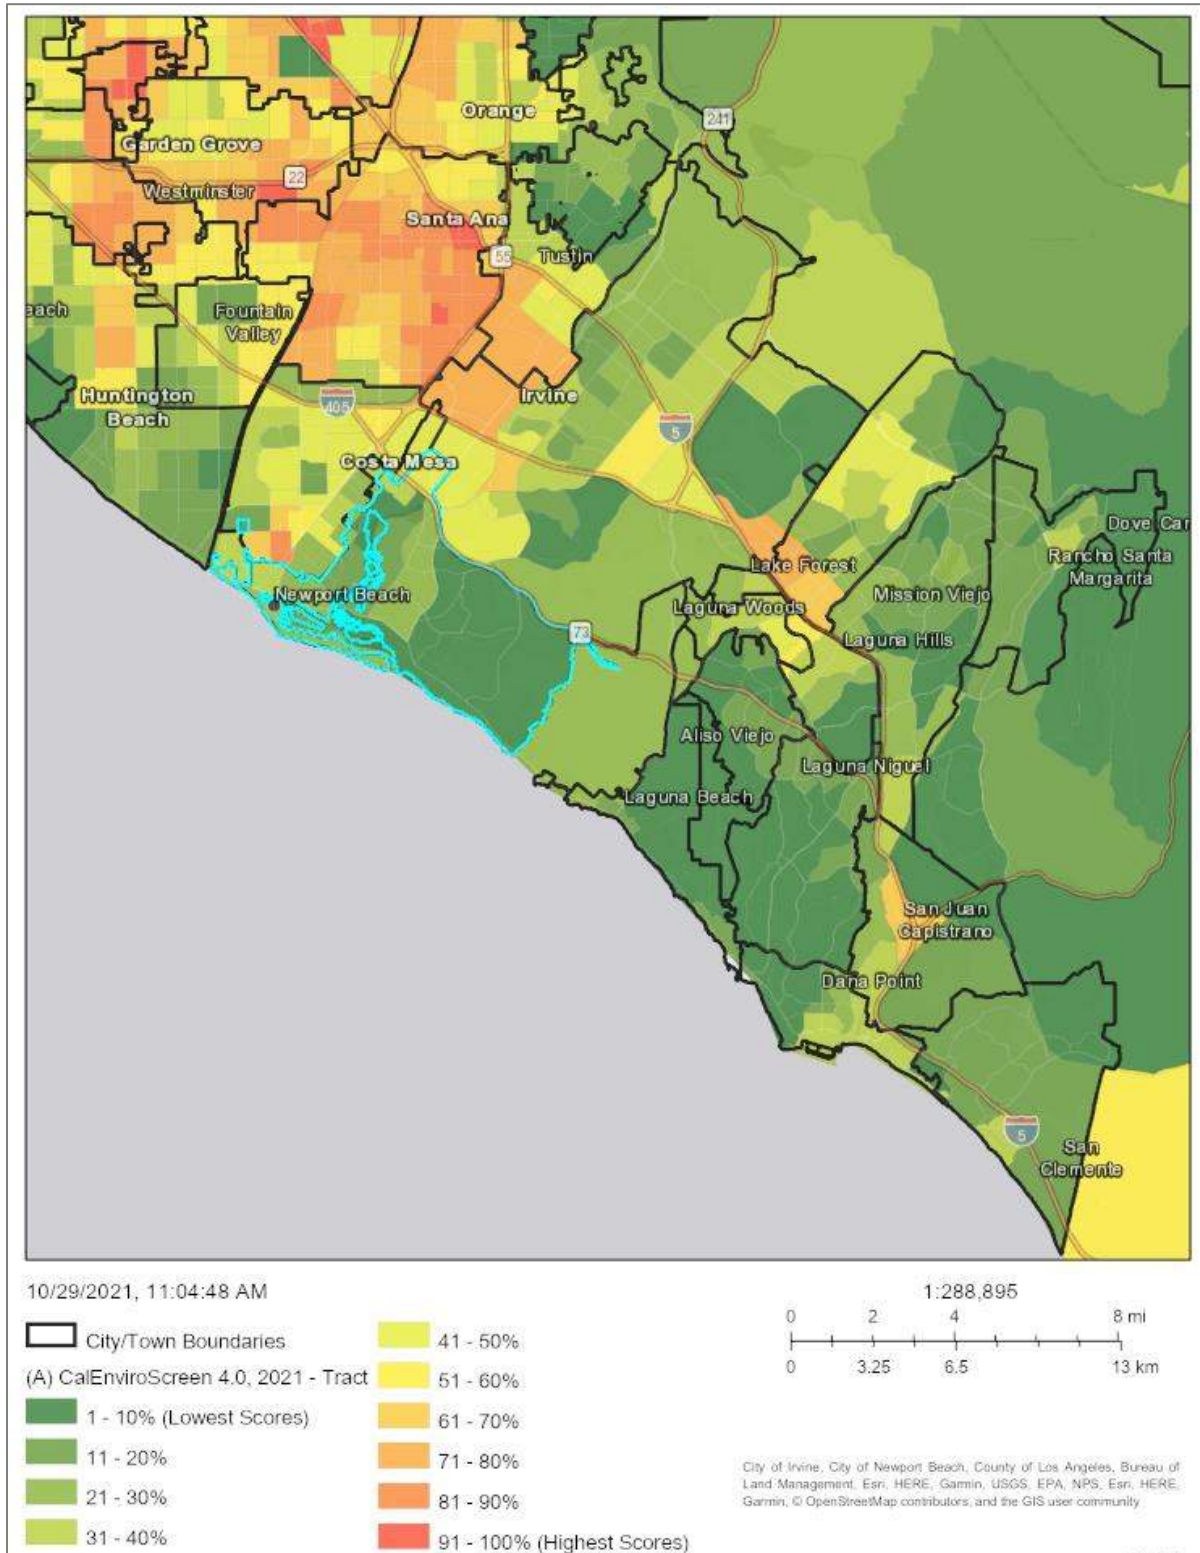 241
Orange
Garden Grove
22
Westminster
Santa Ana
55
Tustin
each
Fountain
Valley
Huntington
Beach
405
Irvine
5
Costa Mesa
Dove Can
Rancho Santa
Margarita
Lake Forest
Newport Beach
Laguna Woods
Mission Viejo
73
Laguna Hills
Aliso Viejo
Laguna Niguel
Laguna Beach
San Juan
Capistrano
Dana Point
5
San
Clemente
10/29/2021, 11:04:48 AM
City/Town Boundaries
(A) CalEnviroScreen 4.0, 2021 - Tract
1 - 10% (Lowest Scores)
11 - 20%
21 - 30%
31 - 40%
41 - 50%
51 - 60%
61 - 70%
71 - 80%
81 - 90%
91 - 100% (Highest Scores)
1:288,895
0 2 4 8 mi
0 3.25 6.5 13 km
City of Irvine, City of Newport Beach, County of Los Angeles, Bureau of
Land Management, Esri, HERE, Garmin, USGS, EPA, NPS, Esri, HERE,
Garmin, © OpenStreetMap contributors, and the GIS user community